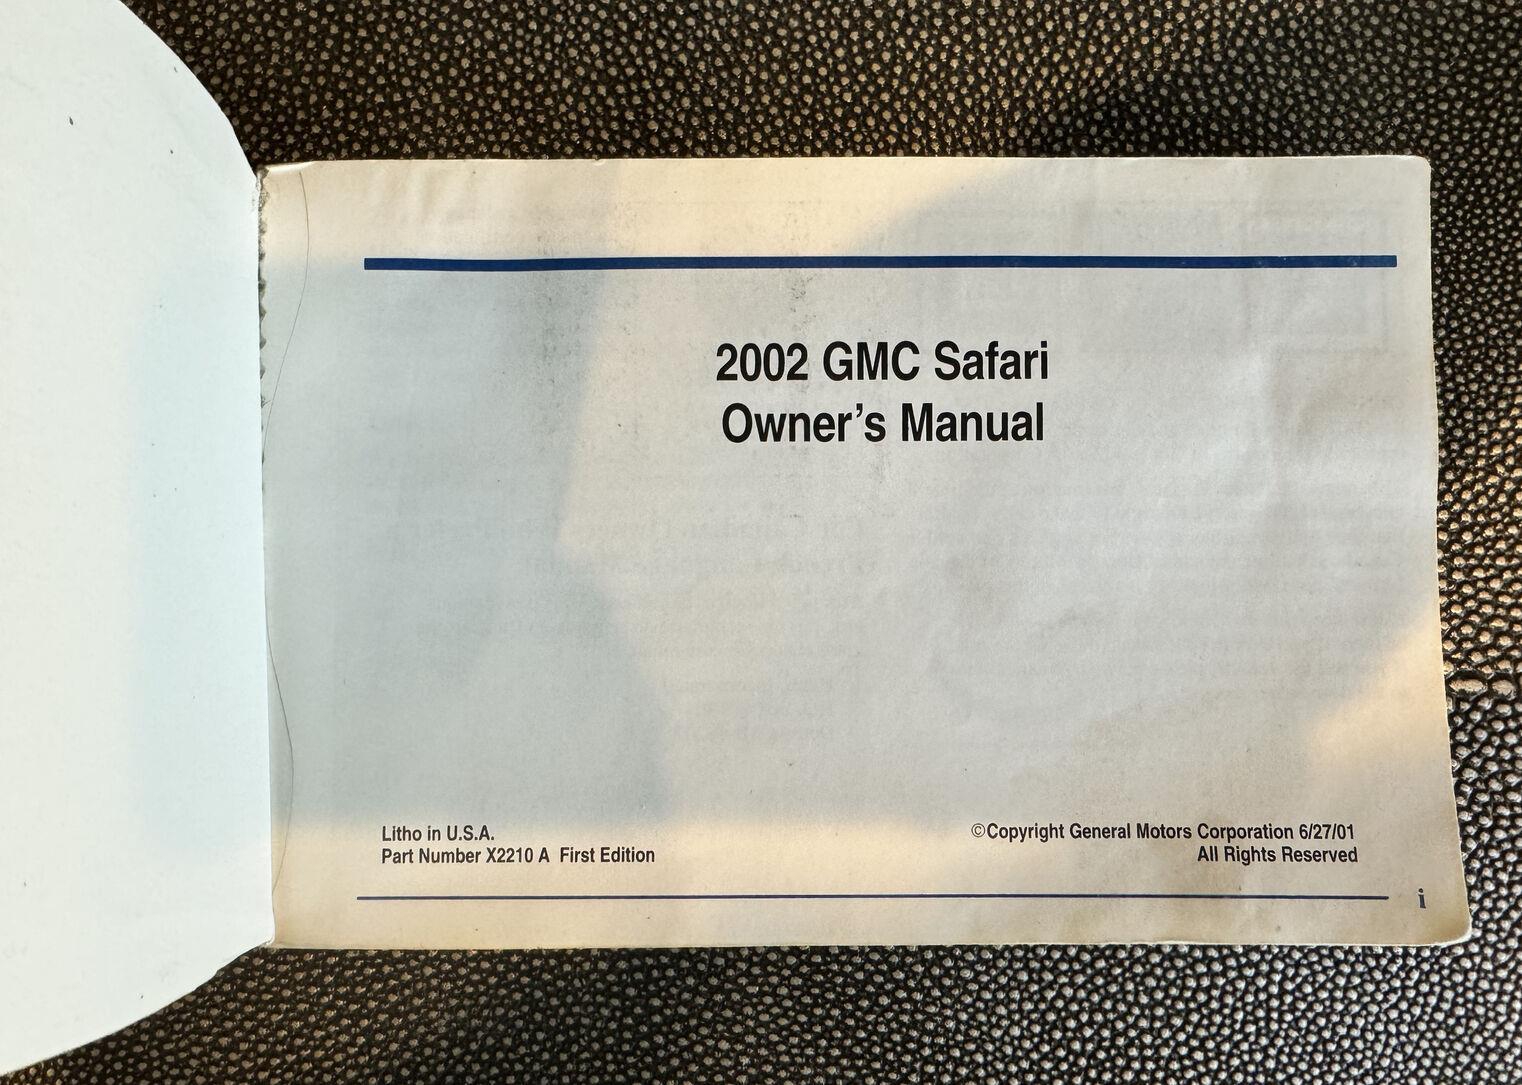 2002 GMC Safari
Owner’s Manual
Litho in U.S.A.
Part Number X2210 A  First Edition
©Copyright General Motors Corporation 6/27/01
All Rights Reserved
i